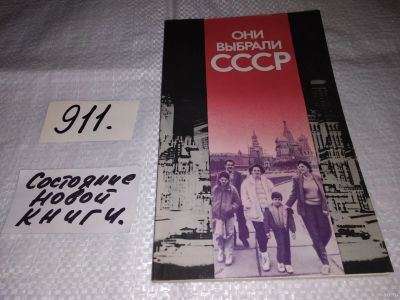 ОНИ
ВЫБРАЛИ
СССР
911.
Состояние
новой
книги.